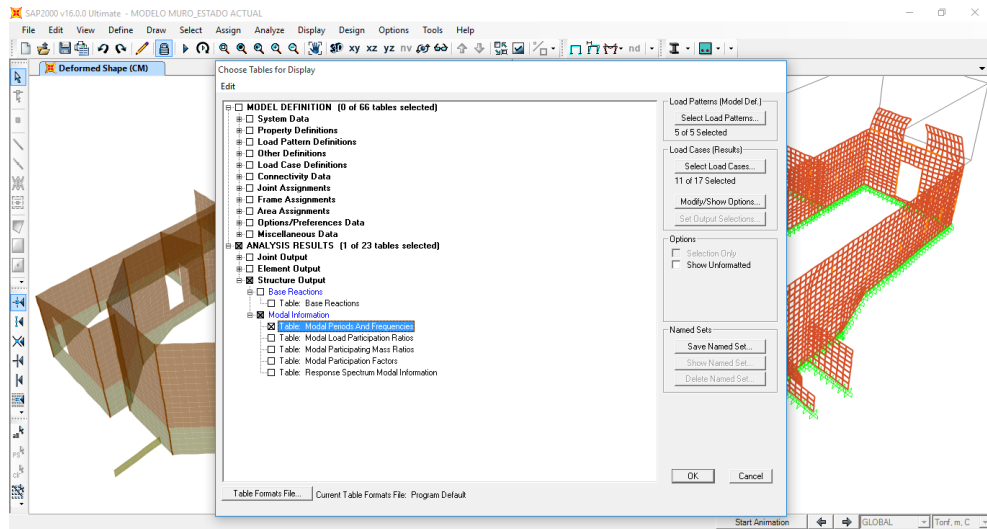 SAP2000 v16.0.0 Ultimate - MODELO MURO_ESTADO ACTUAL
File Edit View Define Draw Select Assign Analyze Display Design Options Tools Help
xy xz yz nv nd
Deformed Shape (CM)
Choose Tables for Display
Edit
MODEL DEFINITION (0 of 66 tables selected)
System Data
Property Definitions
Load Pattern Definitions
Other Definitions
Load Case Definitions
Connectivity Data
Joint Assignments
Frame Assignments
Area Assignments
Options/Preferences Data
Miscellaneous Data
ANALYSIS RESULTS (1 of 23 tables selected)
Joint Output
Element Output
Structure Output
Base Reactions
Table: Base Reactions
Modal Information
Table: Modal Periods And Frequencies
Table: Modal Load Participation Ratios
Table: Modal Participating Mass Ratios
Table: Modal Participation Factors
Table: Response Spectrum Modal Information
Load Patterns (Model Def.)
Select Load Patterns...
5 of 5 Selected
Load Cases (Results)
Select Load Cases...
11 of 17 Selected
Modify/Show Options...
Set Output Selections...
Options
Selection Only
Show Unformatted
Named Sets
Save Named Set...
Show Named Set...
Delete Named Set...
OK Cancel
Table Formats File... Current Table Formats File: Program Default
Start Animation GLOBAL Tonf, m, C